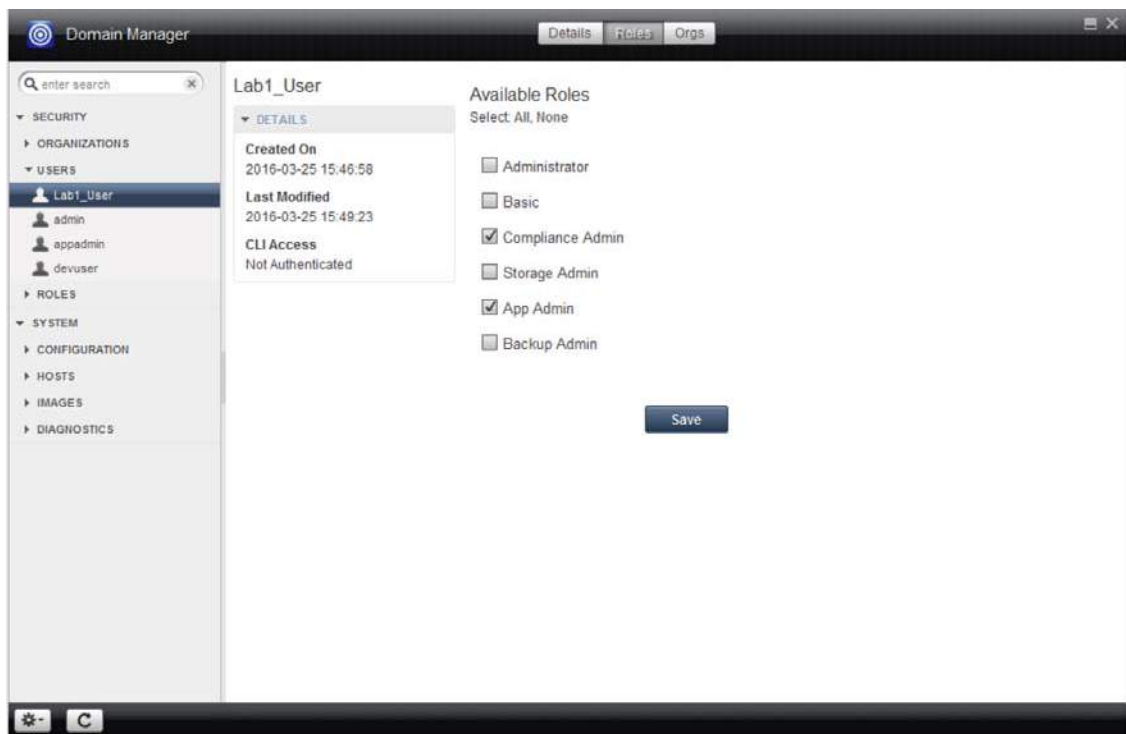 Domain Manager
Details Roles Orgs
enter search
SECURITY
ORGANIZATIONS
USERS
Lab1_User
admin
appadmin
devuser
ROLES
SYSTEM
CONFIGURATION
HOSTS
IMAGES
DIAGNOSTICS
Lab1_User
DETAILS
Created On
2016-03-25 15:46:58
Last Modified
2016-03-25 15:49:23
CLI Access
Not Authenticated
Available Roles
Select: All, None
Administrator
Basic
Compliance Admin
Storage Admin
App Admin
Backup Admin
Save